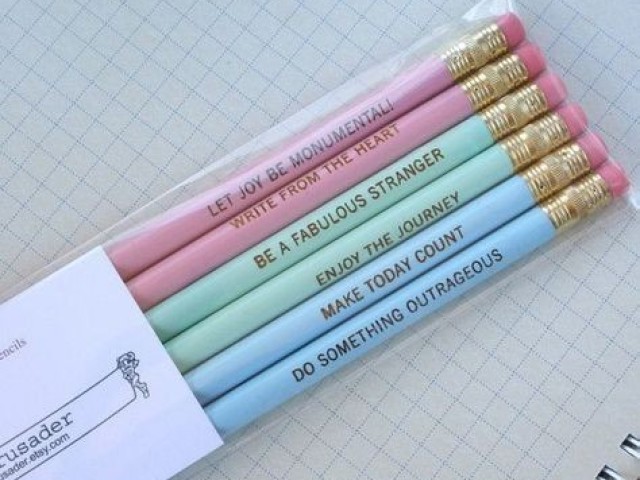 LET JOY BE MONUMENTAL!
WRITE FROM THE HEART
BE A FABULOUS STRANGER
ENJOY THE JOURNEY
MAKE TODAY COUNT
DO SOMETHING OUTRAGEOUS
encils
rusader
sader.etsy.com